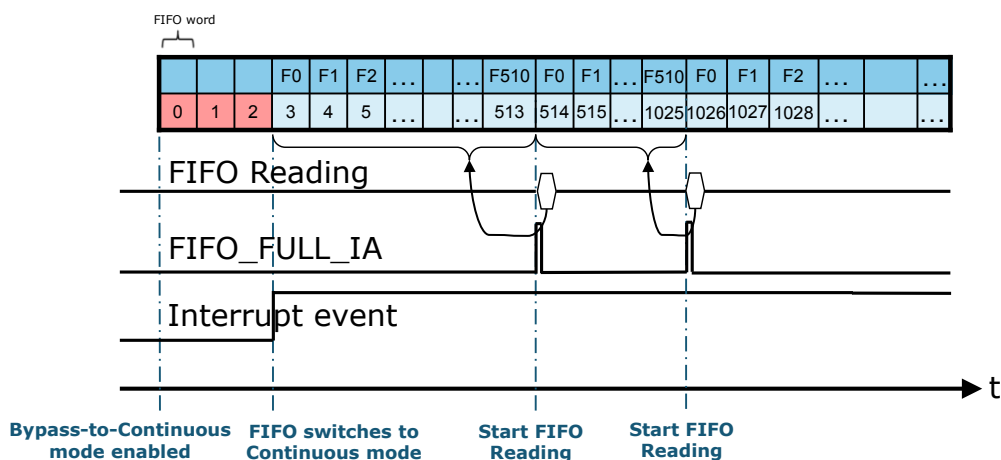 FIFO word
F0 F1 F2 ... ... F510 F0 F1 ... F510 F0 F1 F2 ... ...
0 1 2 3 4 5 ... ... 513 514 515 ... 1025 1026 1027 1028 ... ...
FIFO Reading
FIFO_FULL_IA
Interrupt event
t
Bypass-to-Continuous
mode enabled
FIFO switches to
Continuous mode
Start FIFO
Reading
Start FIFO
Reading